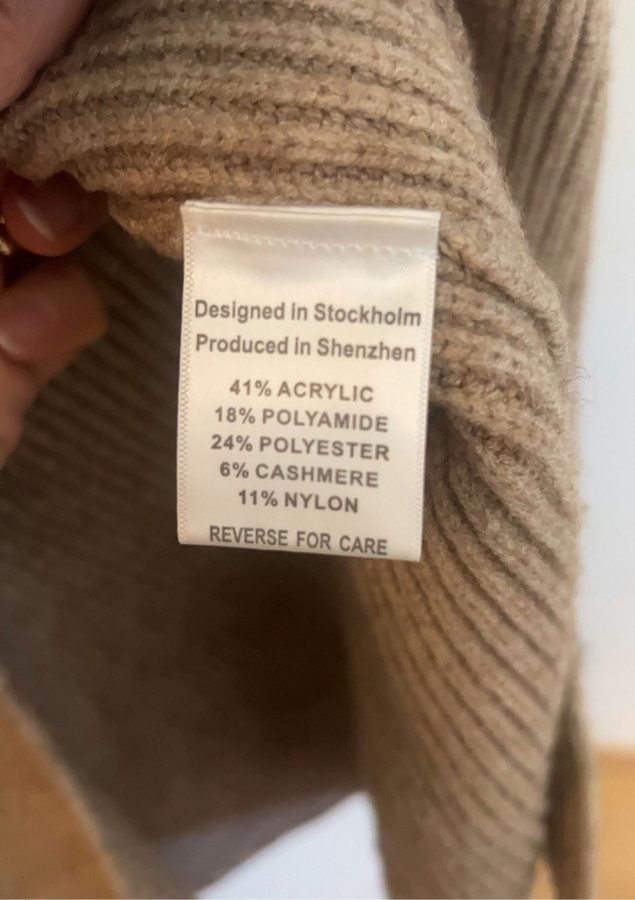 Designed in Stockholm
Produced in Shenzhen
41% ACRYLIC
18% POLYAMIDE
24% POLYESTER
6% CASHMERE
11% NYLON
REVERSE FOR CARE